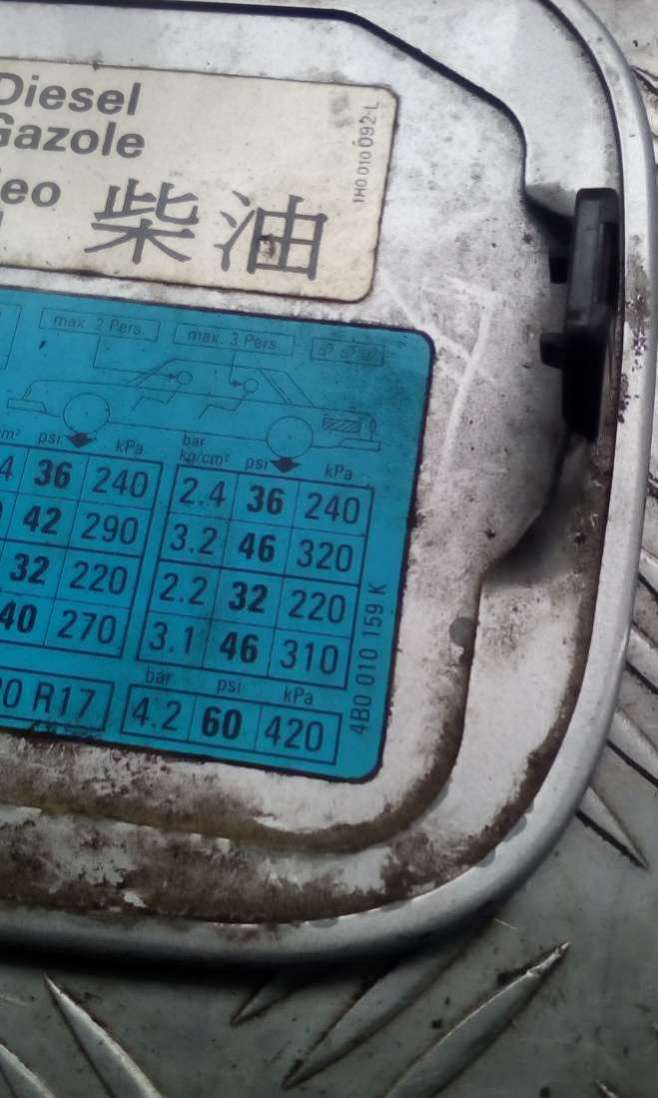 Diesel
Gazole
柴油
1H0 010 092-L
max. 2 Pers. max. 3 Pers.
psi kPa bar kp/cm² psi kPa
36 240 2.4 36 240
42 290 3.2 46 320
32 220 2.2 32 220
40 270 3.1 46 310
R17 bar psi kPa
4.2 60 420
4B0 010 159 K